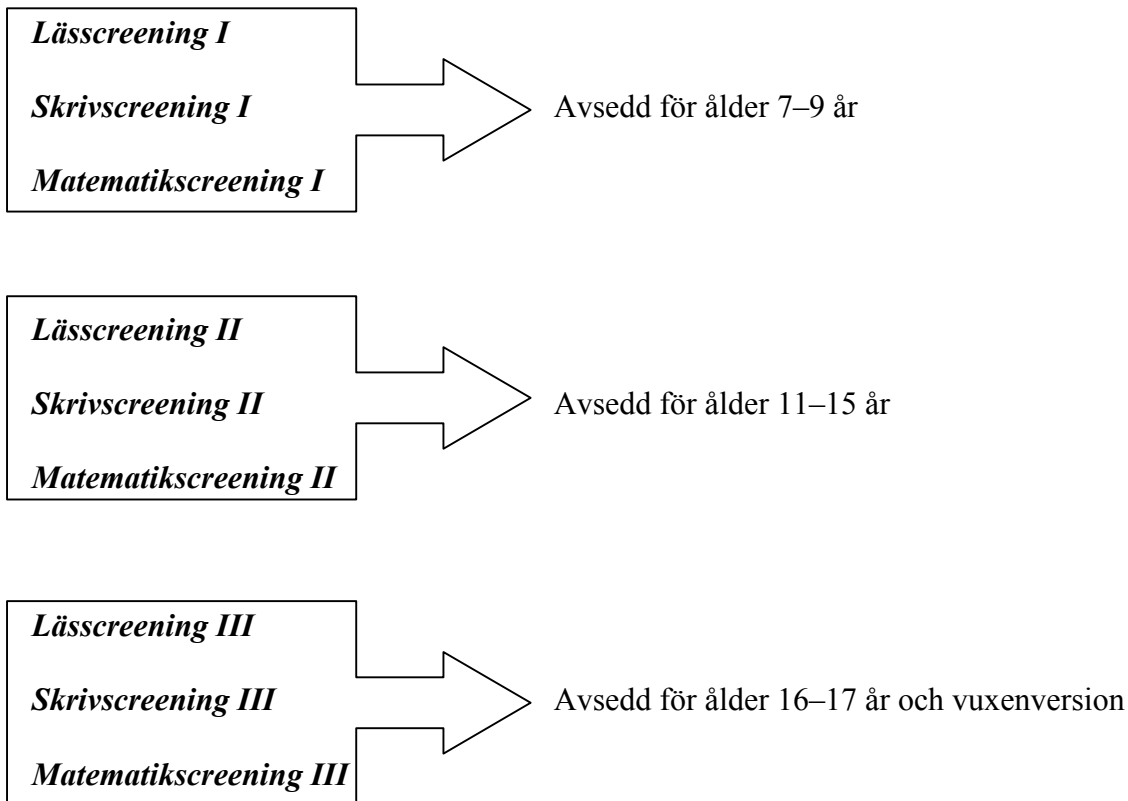 Lässcreening I
Skrivscreening I
Avsedd för ålder 7–9 år
Matematikscreening I
Lässcreening II
Skrivscreening II
Avsedd för ålder 11–15 år
Matematikscreening II
Lässcreening III
Skrivscreening III
Avsedd för ålder 16–17 år och vuxenversion
Matematikscreening III